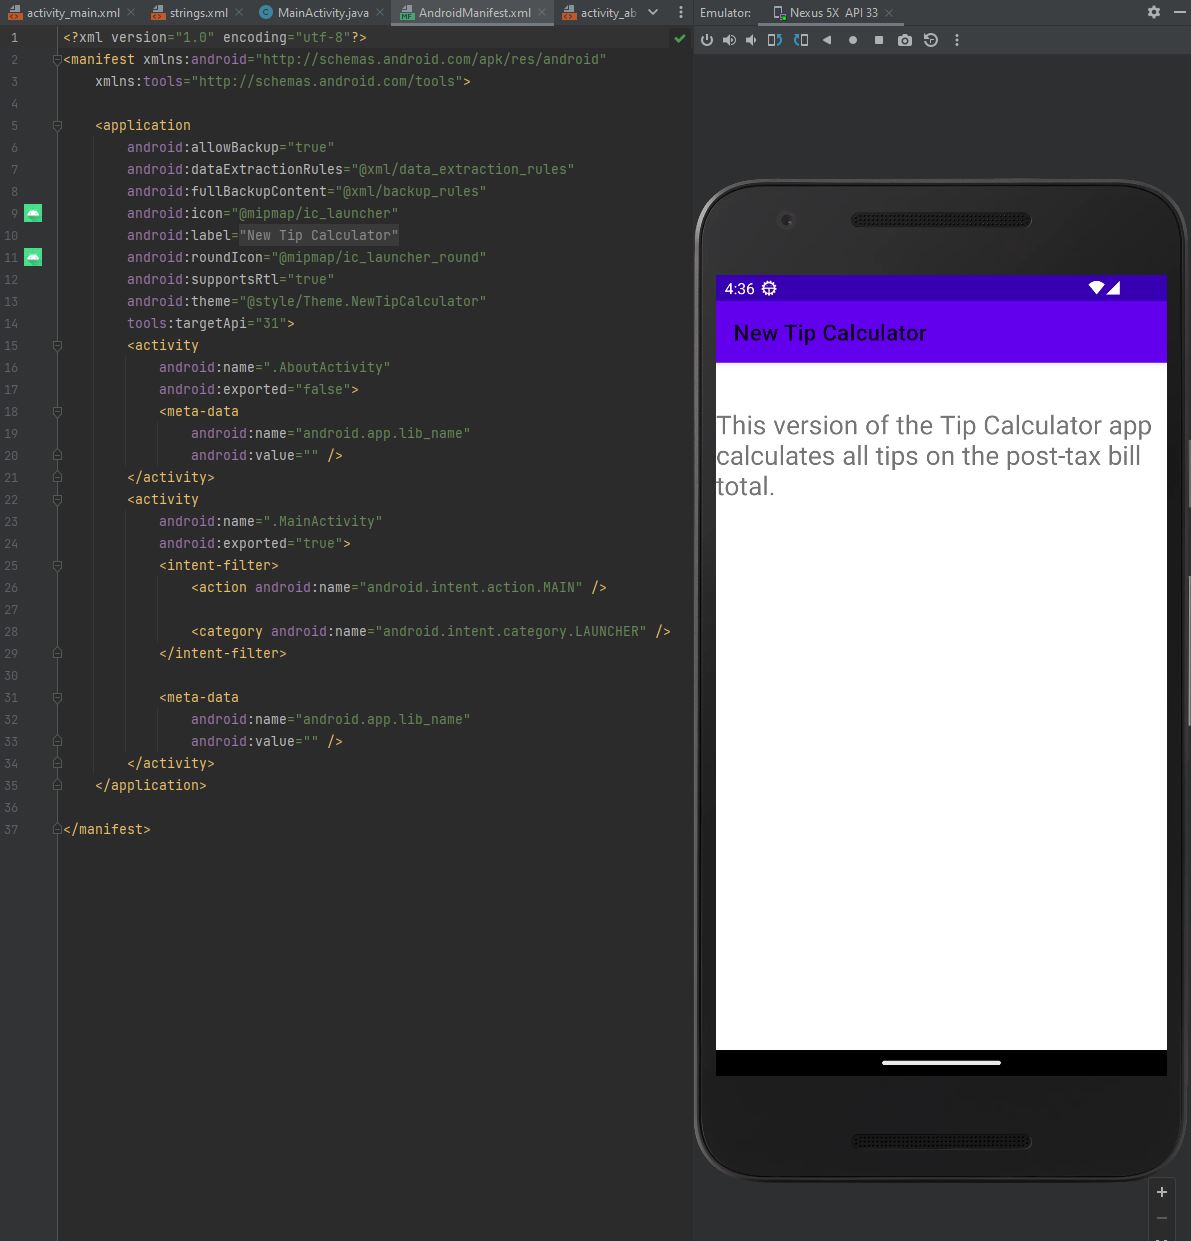 activity_main.xml strings.xml MainActivity.java AndroidManifest.xml activity_ab Emulator: Nexus 5X API 33
1 <?xml version="1.0" encoding="utf-8"?>
2 <manifest xmlns:android="http://schemas.android.com/apk/res/android"
3 xmlns:tools="http://schemas.android.com/tools">
4
5 <application
6 android:allowBackup="true"
7 android:dataExtractionRules="@xml/data_extraction_rules"
8 android:fullBackupContent="@xml/backup_rules"
9 android:icon="@mipmap/ic_launcher"
10 android:label="New Tip Calculator"
11 android:roundIcon="@mipmap/ic_launcher_round"
12 android:supportsRtl="true"
13 android:theme="@style/Theme.NewTipCalculator"
14 tools:targetApi="31">
15 <activity
16 android:name=".AboutActivity"
17 android:exported="false">
18 <meta-data
19 android:name="android.app.lib_name"
20 android:value="" />
21 </activity>
22 <activity
23 android:name=".MainActivity"
24 android:exported="true">
25 <intent-filter>
26 <action android:name="android.intent.action.MAIN" />
27
28 <category android:name="android.intent.category.LAUNCHER" />
29 </intent-filter>
30
31 <meta-data
32 android:name="android.app.lib_name"
33 android:value="" />
34 </activity>
35 </application>
36
37 </manifest>
4:36
New Tip Calculator
This version of the Tip Calculator app
calculates all tips on the post-tax bill
total.